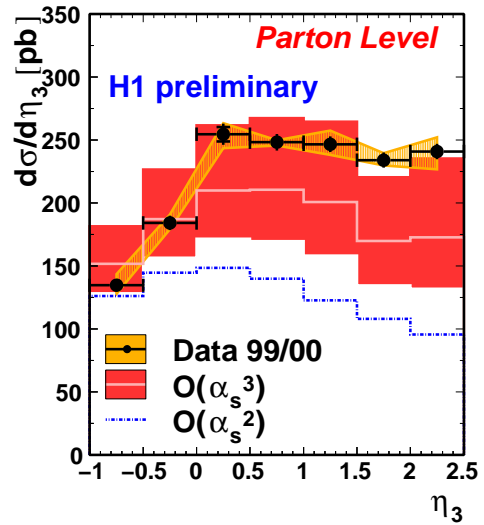 Parton Level
H1 preliminary
dσ/dη₃ [pb]
350
300
250
200
150
100
50
0
Data 99/00
O(αₛ³)
O(αₛ²)
-1 -0.5 0 0.5 1 1.5 2 2.5
η₃